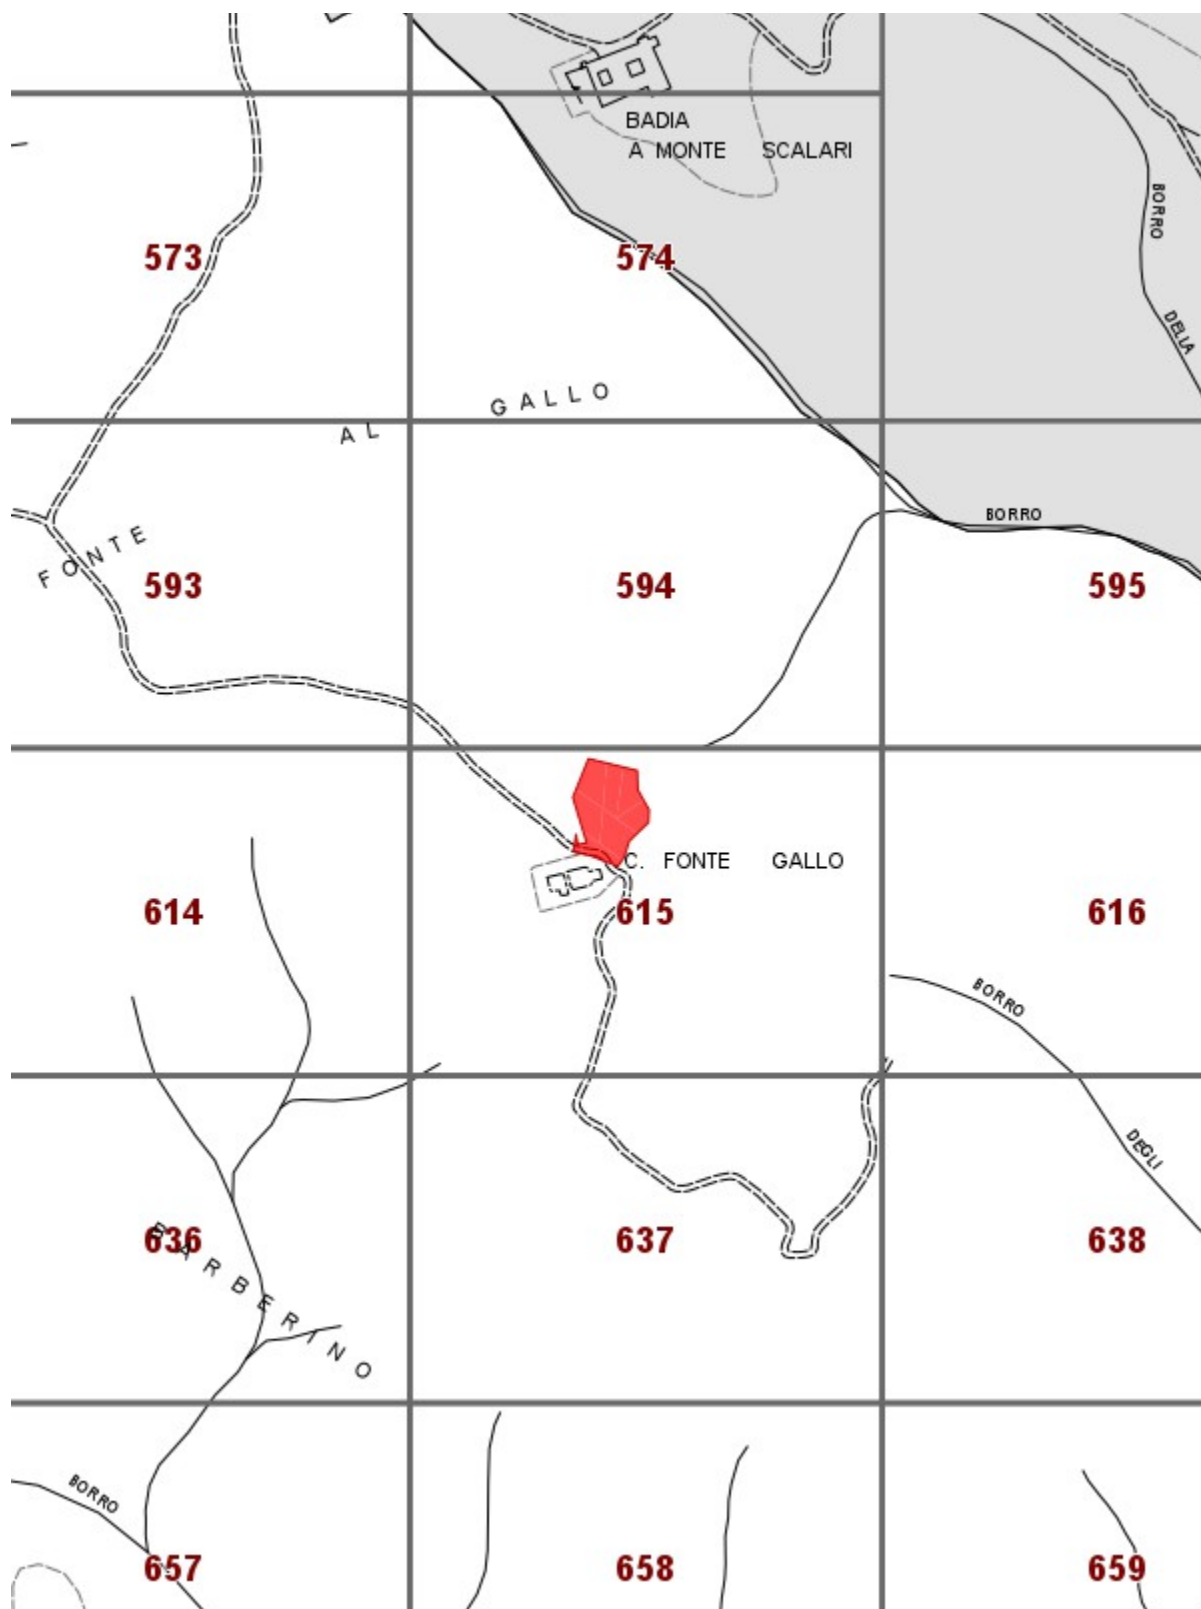 BADIA
A MONTE SCALARI
BORRO
573
574
DELLA
GALLO
AL
BORRO
FONTE
593
594
595
C. FONTE GALLO
614
615
616
BORRO
DEGLI
636
637
638
BARBERINO
BORRO
657
658
659